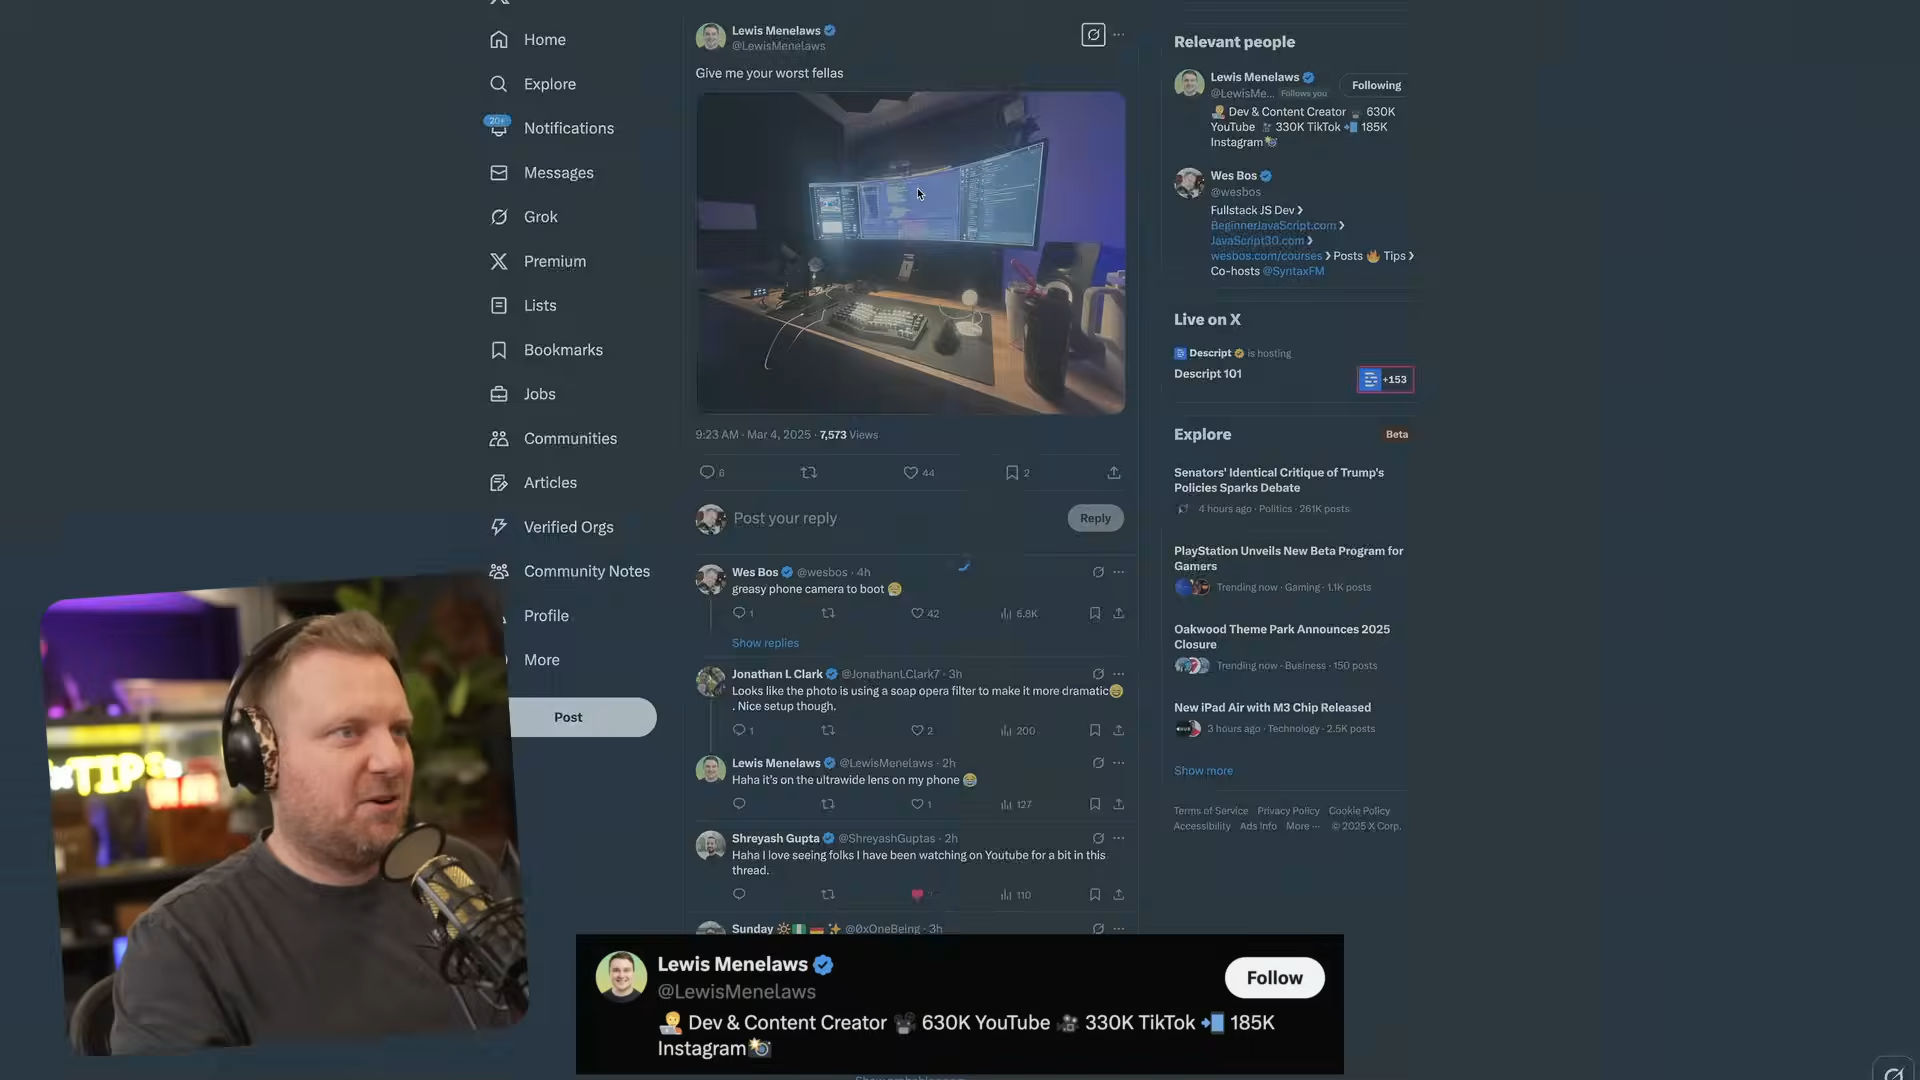 Home
Explore
20+
Notifications
Messages
Grok
Premium
Lists
Bookmarks
Jobs
Communities
Articles
Verified Orgs
Community Notes
Profile
More
Post
Lewis Menelaws
@LewisMenelaws
Give me your worst fellas
9:23 AM · Mar 4, 2025 · 7,573 Views
6
44
2
Post your reply
Reply
Wes Bos @wesbos · 4h
greasy phone camera to boot 🤢
1
42
6.8K
Show replies
Jonathan L Clark @JonathanLClark7 · 3h
Looks like the photo is using a soap opera filter to make it more dramatic😅
. Nice setup though.
1
2
200
Lewis Menelaws @LewisMenelaws · 2h
Haha it's on the ultrawide lens on my phone 😂
1
127
Shreyash Gupta @ShreyashGuptas · 2h
Haha I love seeing folks I have been watching on Youtube for a bit in this
thread.
110
Sunday ☀️🇳🇬🇩🇪✨ @0xOneBeing · 3h
Relevant people
Lewis Menelaws
Following
@LewisMe... Follows you
🧑‍💻 Dev & Content Creator 🎥 630K
YouTube 🎥 330K TikTok 📲 185K
Instagram📸
Wes Bos
@wesbos
Fullstack JS Dev ❯
BeginnerJavaScript.com ❯
JavaScript30.com ❯
wesbos.com/courses ❯ Posts 🔥 Tips ❯
Co-hosts @SyntaxFM
Live on X
Descript is hosting
Descript 101
+153
Explore
Beta
Senators' Identical Critique of Trump's
Policies Sparks Debate
4 hours ago · Politics · 261K posts
PlayStation Unveils New Beta Program for
Gamers
Trending now · Gaming · 1.1K posts
Oakwood Theme Park Announces 2025
Closure
Trending now · Business · 150 posts
New iPad Air with M3 Chip Released
3 hours ago · Technology · 2.5K posts
Show more
Terms of Service Privacy Policy Cookie Policy
Accessibility Ads Info More ··· © 2025 X Corp.
TIPS
Lewis Menelaws
@LewisMenelaws
Follow
🧑‍💻 Dev & Content Creator 🎥 630K YouTube 🎥 330K TikTok 📲 185K
Instagram📸